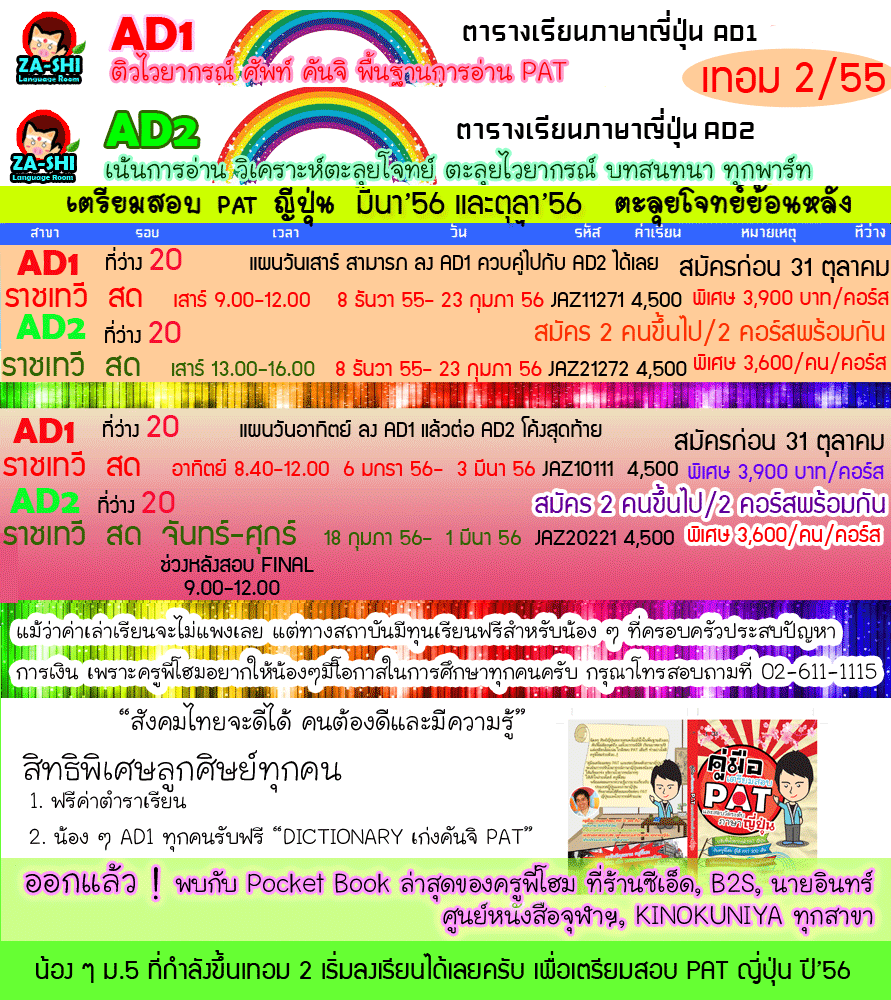 ZA-SHI
Language Room
AD1
ตารางเรียนภาษาญี่ปุ่น AD1
ติวไวยากรณ์ ศัพท์ คันจิ พื้นฐานการอ่าน PAT
เทอม 2/55
ZA-SHI
Language Room
AD2
ตารางเรียนภาษาญี่ปุ่น AD2
เน้นการอ่าน วิเคราะห์ตะลุยโจทย์ ตะลุยไวยากรณ์ บทสนทนา ทุกพาร์ท
เตรียมสอบ PAT ญี่ปุ่น มีนา'56 และตุลา'56 ตะลุยโจทย์ย้อนหลัง
สาขา รอบ เวลา วัน รหัส ค่าเรียน หมายเหตุ ที่ว่าง
AD1 ที่ว่าง 20 แผนวันเสาร์ สามารถ ลง AD1 ควบคู่ไปกับ AD2 ได้เลย สมัครก่อน 31 ตุลาคม
ราชเทวี สด เสาร์ 9.00-12.00 8 ธันวา 55- 23 กุมภา 56 JAZ11271 4,500 พิเศษ 3,900 บาท/คอร์ส
AD2 ที่ว่าง 20 สมัคร 2 คนขึ้นไป/2 คอร์สพร้อมกัน
ราชเทวี สด เสาร์ 13.00-16.00 8 ธันวา 55- 23 กุมภา 56 JAZ21272 4,500 พิเศษ 3,600/คน/คอร์ส
AD1 ที่ว่าง 20 แผนวันอาทิตย์ ลง AD1 แล้วต่อ AD2 โค้งสุดท้าย สมัครก่อน 31 ตุลาคม
ราชเทวี สด อาทิตย์ 8.40-12.00 6 มกรา 56- 3 มีนา 56 JAZ10111 4,500 พิเศษ 3,900 บาท/คอร์ส
AD2 ที่ว่าง 20 สมัคร 2 คนขึ้นไป/2 คอร์สพร้อมกัน
ราชเทวี สด จันทร์-ศุกร์ 18 กุมภา 56- 1 มีนา 56 JAZ20221 4,500 พิเศษ 3,600/คน/คอร์ส
ช่วงหลังสอบ FINAL
9.00-12.00
แม้ว่าค่าเล่าเรียนจะไม่แพงเลย แต่ทางสถาบันมีทุนเรียนฟรีสำหรับน้อง ๆ ที่ครอบครัวประสบปัญหา
การเงิน เพราะครูพี่โฮมอยากให้น้องๆมีโอกาสในการศึกษาทุกคนครับ กรุณาโทรสอบถามที่ 02-611-1115
“สังคมไทยจะดีได้ คนต้องดีและมีความรู้”
สิทธิพิเศษลูกศิษย์ทุกคน
1. ฟรีค่าตำราเรียน
2. น้อง ๆ AD1 ทุกคนรับฟรี “DICTIONARY เก่งคันจิ PAT”
คู่มือ
เตรียมสอบ
PAT
ภาษาญี่ปุ่น
ออกแล้ว ! พบกับ Pocket Book ล่าสุดของครูพี่โฮม ที่ร้านซีเอ็ด, B2S, นายอินทร์
ศูนย์หนังสือจุฬาฯ, KINOKUNIYA ทุกสาขา
น้อง ๆ ม.5 ที่กำลังขึ้นเทอม 2 เริ่มลงเรียนได้เลยครับ เพื่อเตรียมสอบ PAT ญี่ปุ่น ปี'56